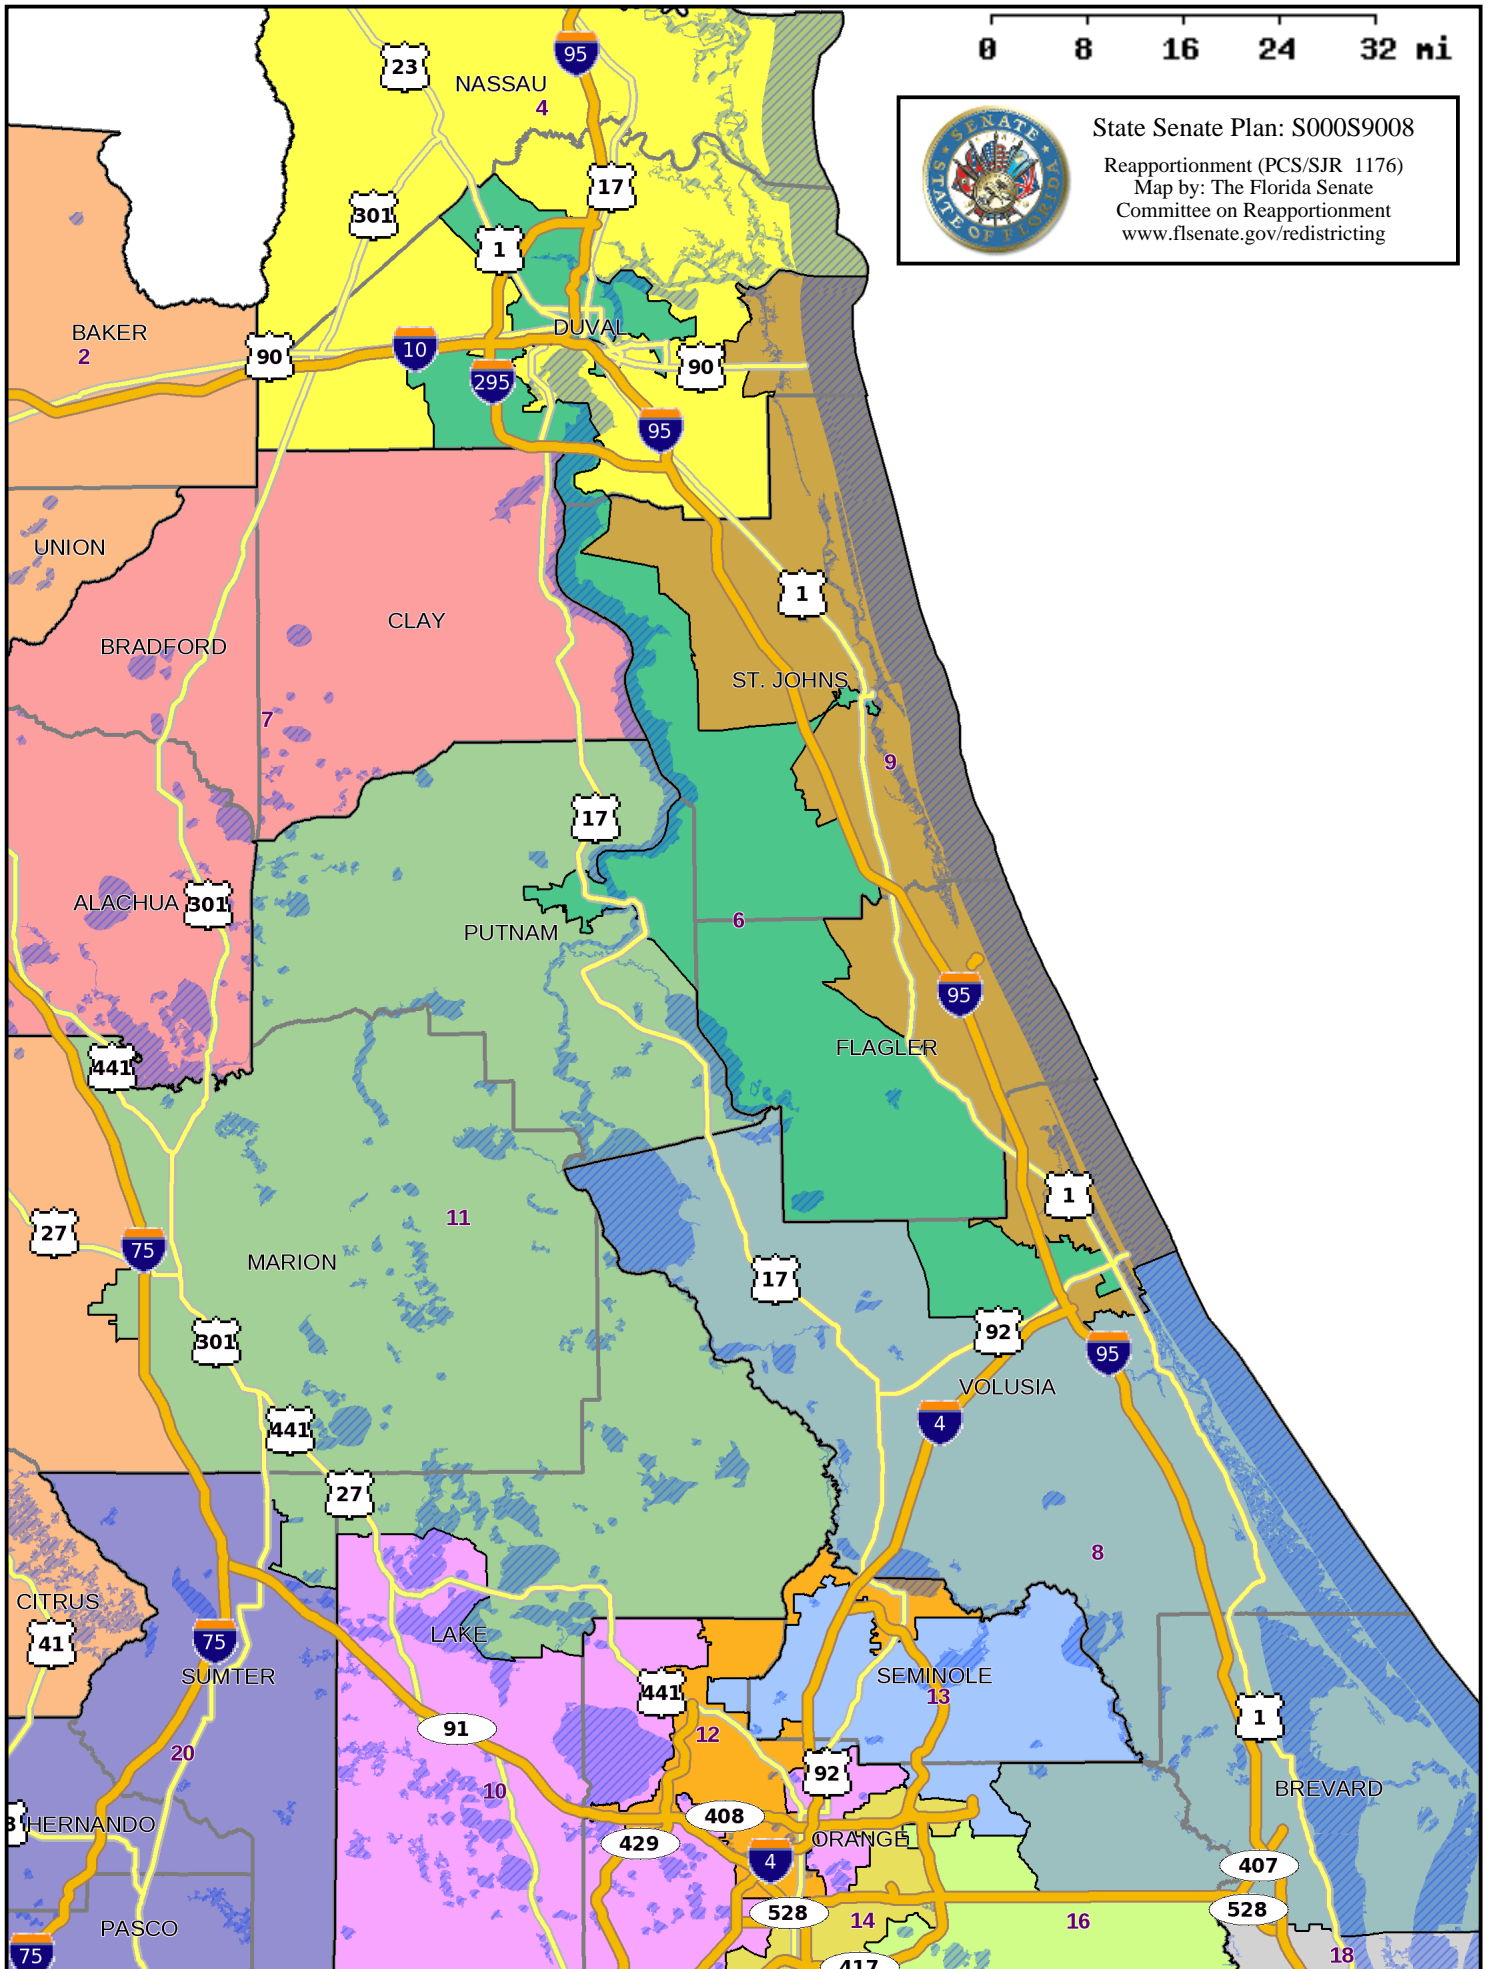 0 8 16 24 32 mi
State Senate Plan: S000S9008
Reapportionment (PCS/SJR 1176)
Map by: The Florida Senate
Committee on Reapportionment
www.flsenate.gov/redistricting
SENATE
STATE OF FLORIDA
95
23
NASSAU
4
17
301
1
BAKER
2
90
10
DUVAL
90
295
95
UNION
1
CLAY
BRADFORD
ST. JOHNS
7
9
17
ALACHUA
301
6
PUTNAM
95
FLAGLER
441
1
11
27
75
MARION
17
301
92
95
VOLUSIA
4
441
27
8
CITRUS
41
75
LAKE
SUMTER
SEMINOLE
13
441
1
91
12
20
92
10
BREVARD
HERNANDO
408
429
ORANGE
4
407
528
528
14
16
PASCO
75
18
417